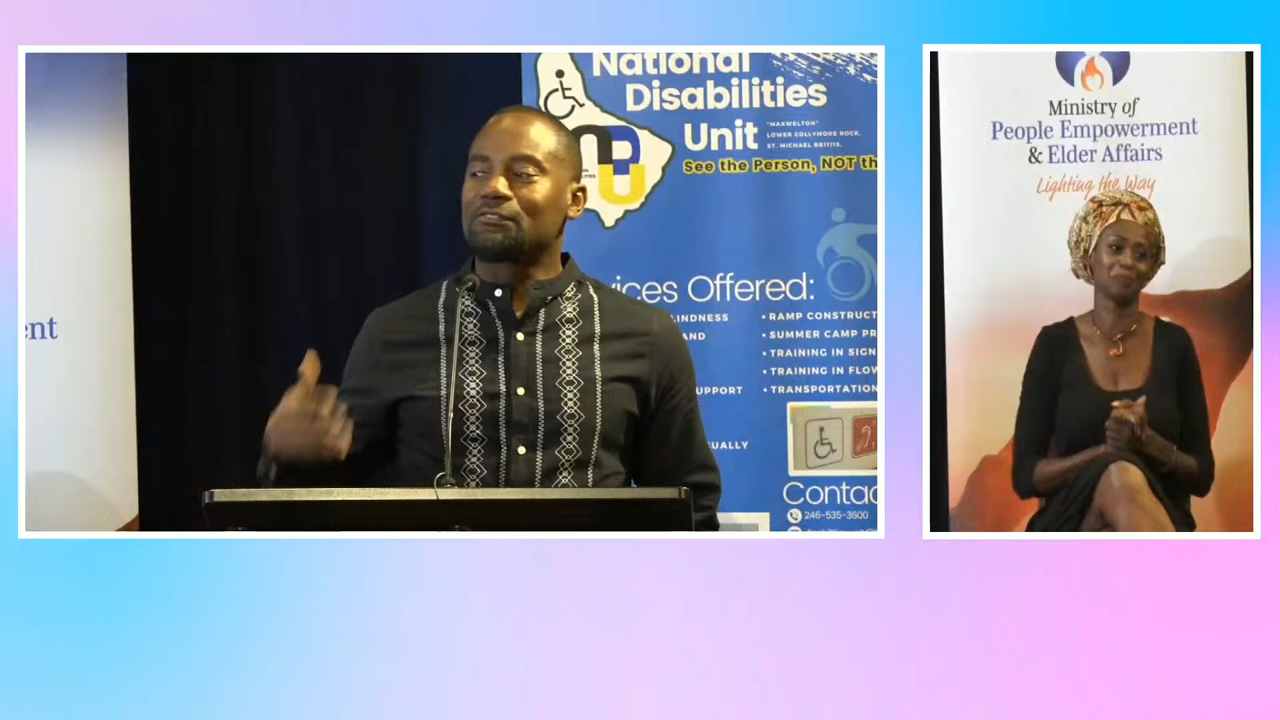 ent
National
Disabilities
Unit
"MAXWELTON"
LOWER COLLYMORE ROCK,
ST. MICHAEL BB11115.
See the Person, NOT th
ices Offered:
LINDNESS
AND
UPPORT
UALLY
• RAMP CONSTRUCT
• SUMMER CAMP PR
• TRAINING IN SIGN
• TRAINING IN FLOW
• TRANSPORTATION
Contac
246-535-3600
Ministry of
People Empowerment
& Elder Affairs
Lighting the Way